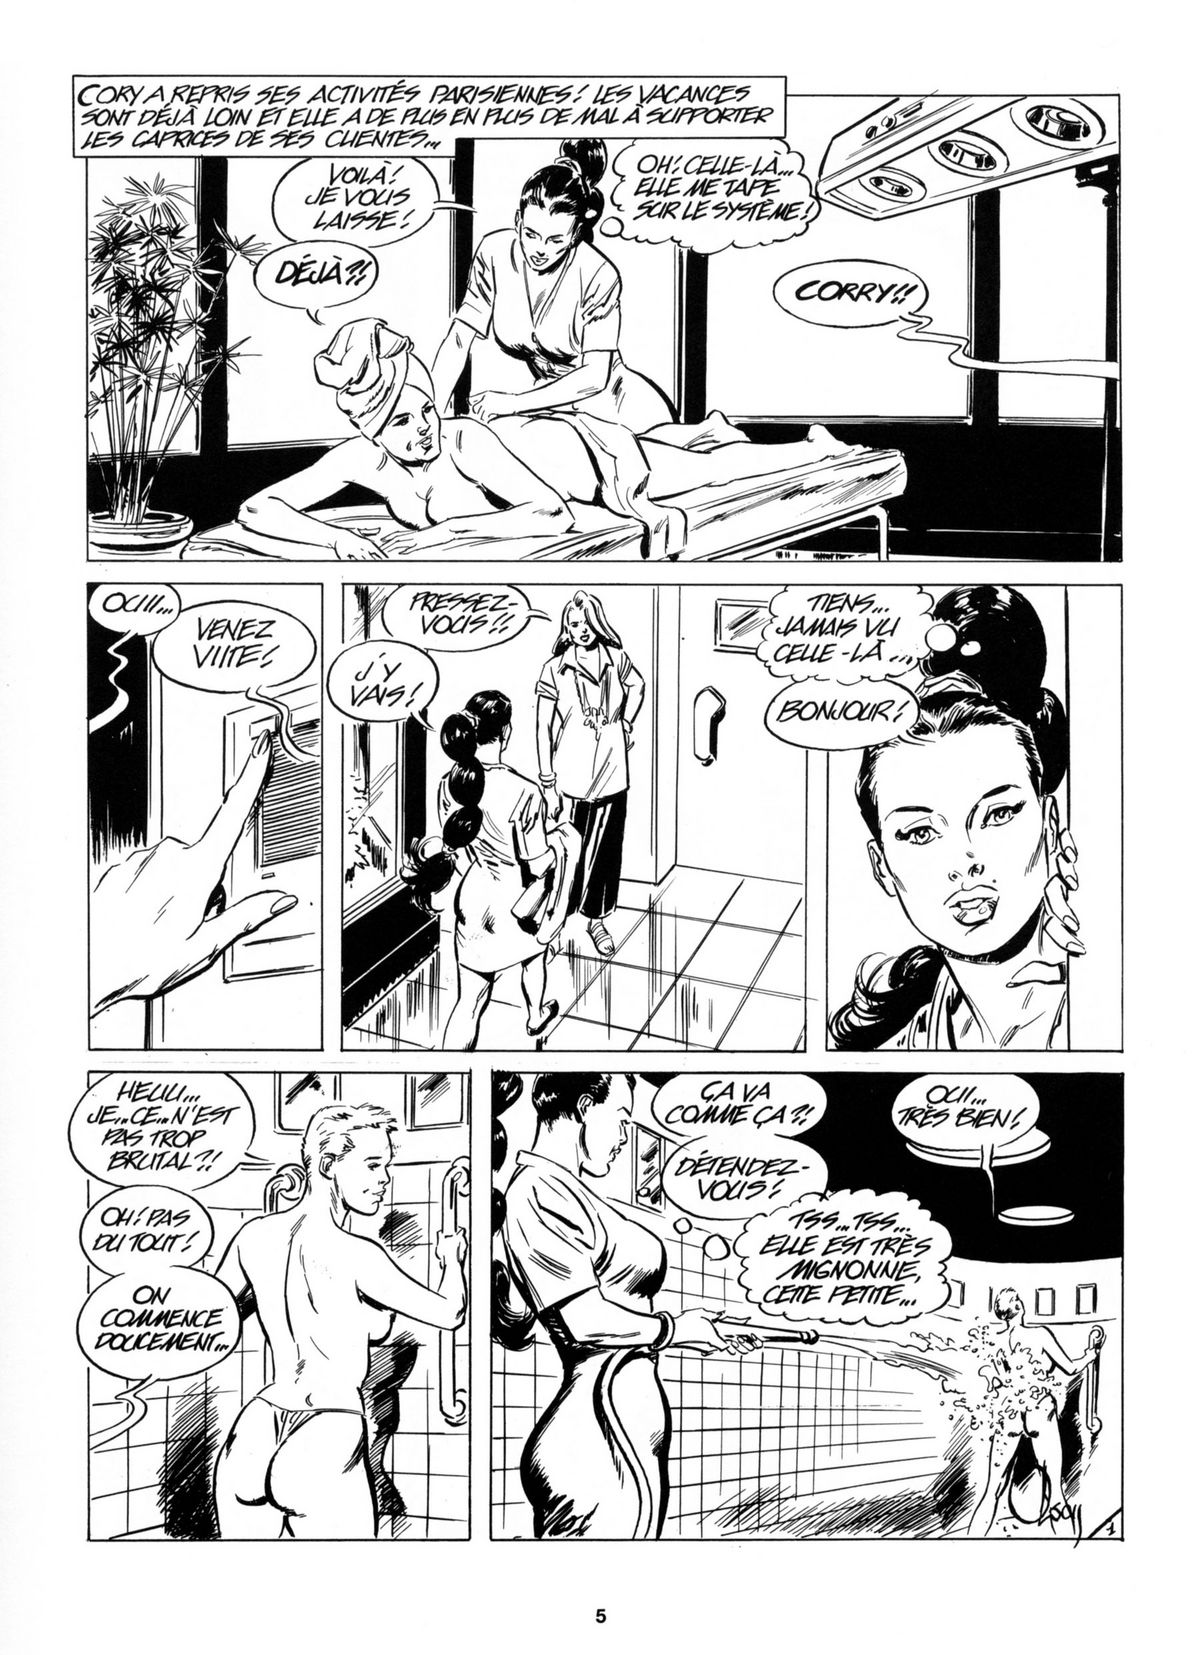 CORY A REPRIS SES ACTIVITÉS PARISIENNES! LES VACANCES
SONT DÉJÀ LOIN ET ELLE A DE PLUS EN PLUS DE MAL À SUPPORTER
LES CAPRICES DE SES CLIENTES...
VOILÀ!
JE VOUS
LAISSE!
OH! CELLE-LÀ...
ELLE ME TAPE
SUR LE SYSTÈME!
DÉJÀ?!
CORRY!!
OUIII...
VENEZ
VIITE!
PRESSEZ-
VOUS!!
J'Y
VAIS!
TIENS...
JAMAIS VU
CELLE-LÀ...
BONJOUR!
HEUU...
JE...CE...N'EST
PAS TROP
BRUTAL?!
OH! PAS
DU TOUT!
ON
COMMENCE
DOUCEMENT...
ÇA VA
COMME ÇA?!
DÉTENDEZ-
VOUS!
OUI...
TRÈS BIEN!
TSS...TSS...
ELLE EST TRÈS
MIGNONNE,
CETTE PETITE...
1
5